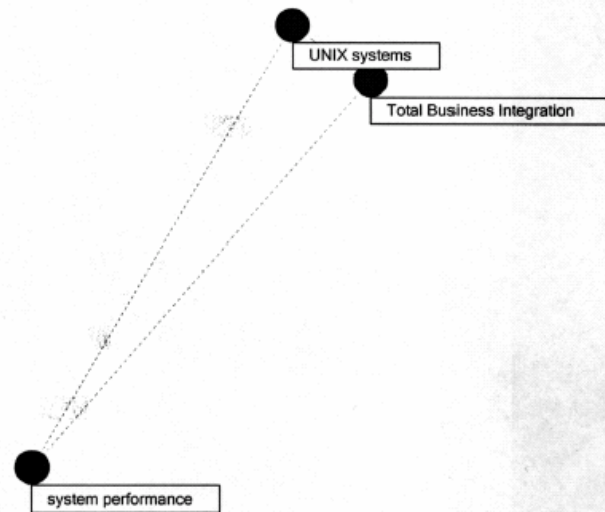 UNIX systems
Total Business Integration
system performance